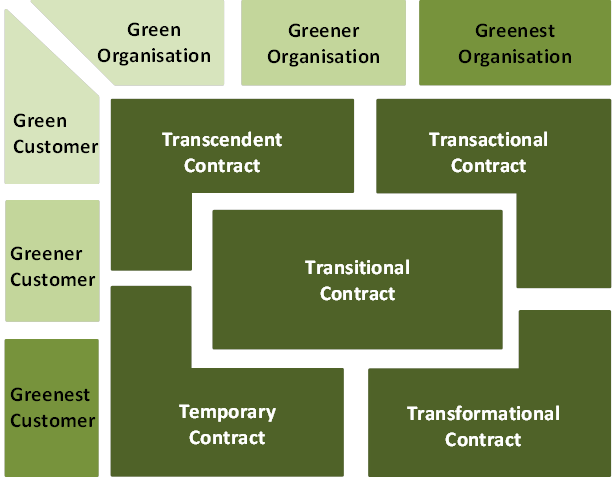 Green
Organisation
Greener
Organisation
Greenest
Organisation
Green
Customer
Transcendent
Contract
Transactional
Contract
Greener
Customer
Transitional
Contract
Greenest
Customer
Temporary
Contract
Transformational
Contract